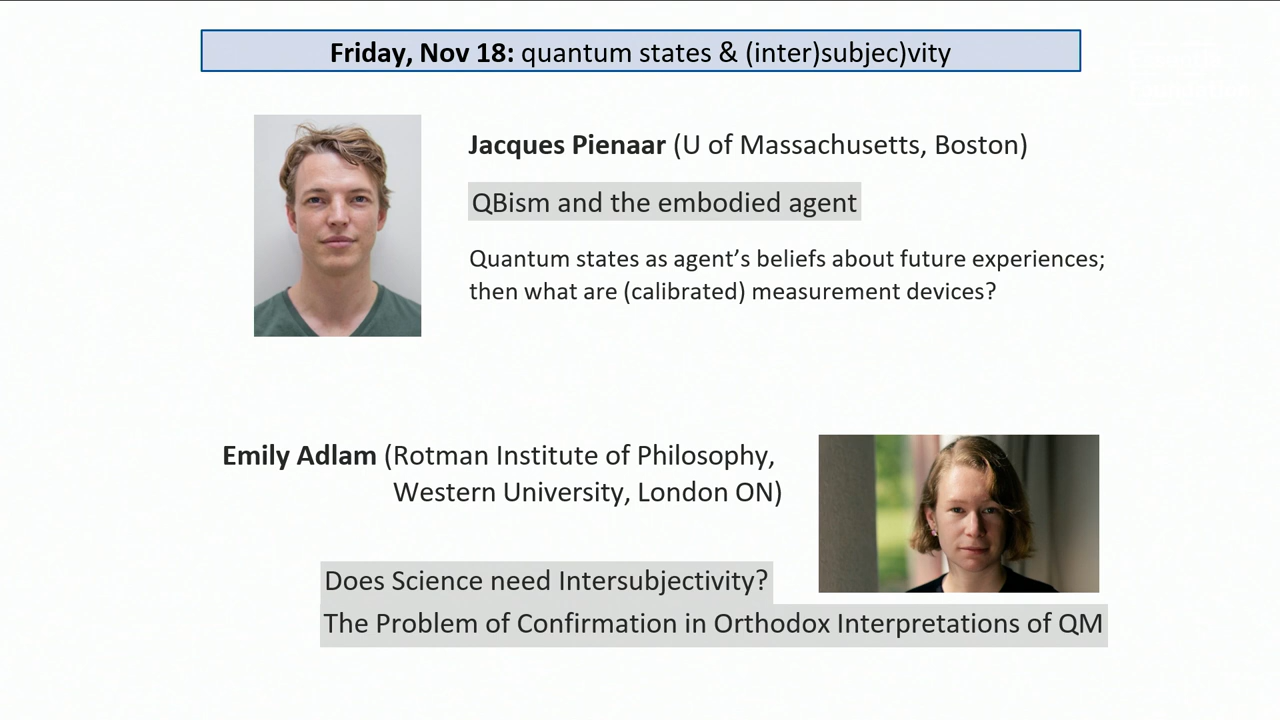 Friday, Nov 18: quantum states & (inter)subjec)vity
Jacques Pienaar (U of Massachusetts, Boston)
QBism and the embodied agent
Quantum states as agent’s beliefs about future experiences;
then what are (calibrated) measurement devices?
Emily Adlam (Rotman Institute of Philosophy,
Western University, London ON)
Does Science need Intersubjectivity?
The Problem of Confirmation in Orthodox Interpretations of QM